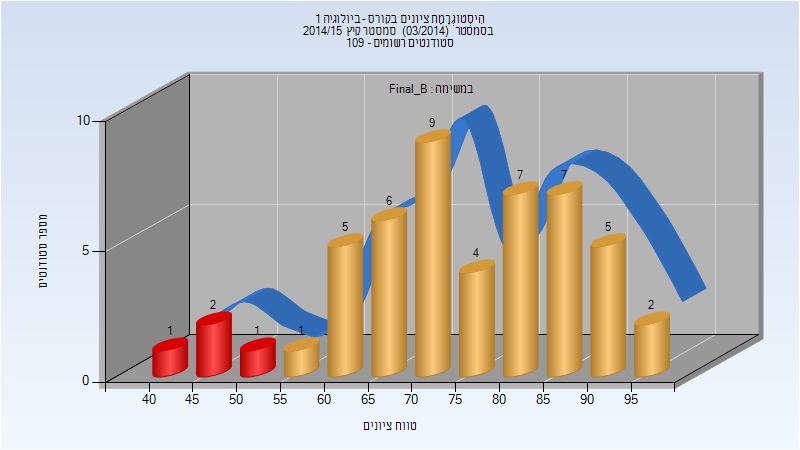 היסטוגרמת ציונים בקורס - ביולוגיה 1
בסמסטר (03/2014) סמסטר קיץ 2014/15
סטודנטים רשומים - 109
במשימה : Final_B
10
5
0
מספר סטודנטים
1
2
1
1
5
6
9
4
7
7
5
2
40 45 50 55 60 65 70 75 80 85 90 95
טווח ציונים